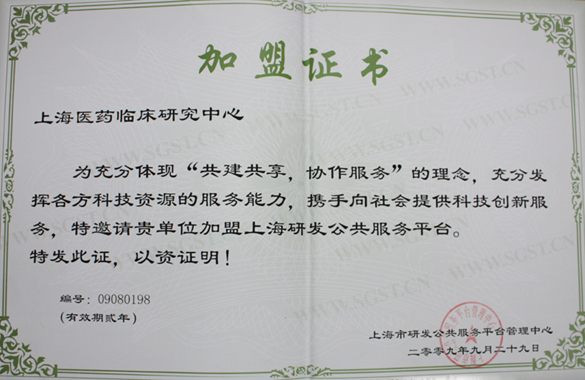 加盟证书
上海医药临床研究中心
为充分体现“共建共享，协作服务”的理念，充分发
挥各方科技资源的服务能力，携手向社会提供科技创新服
务，特邀请贵单位加盟上海研发公共服务平台。
特发此证，以资证明！
编号：09080198
(有效期贰年)
上海市研发公共服务平台管理中心
二零零九年九月二十九日
WWW.SGST.CN